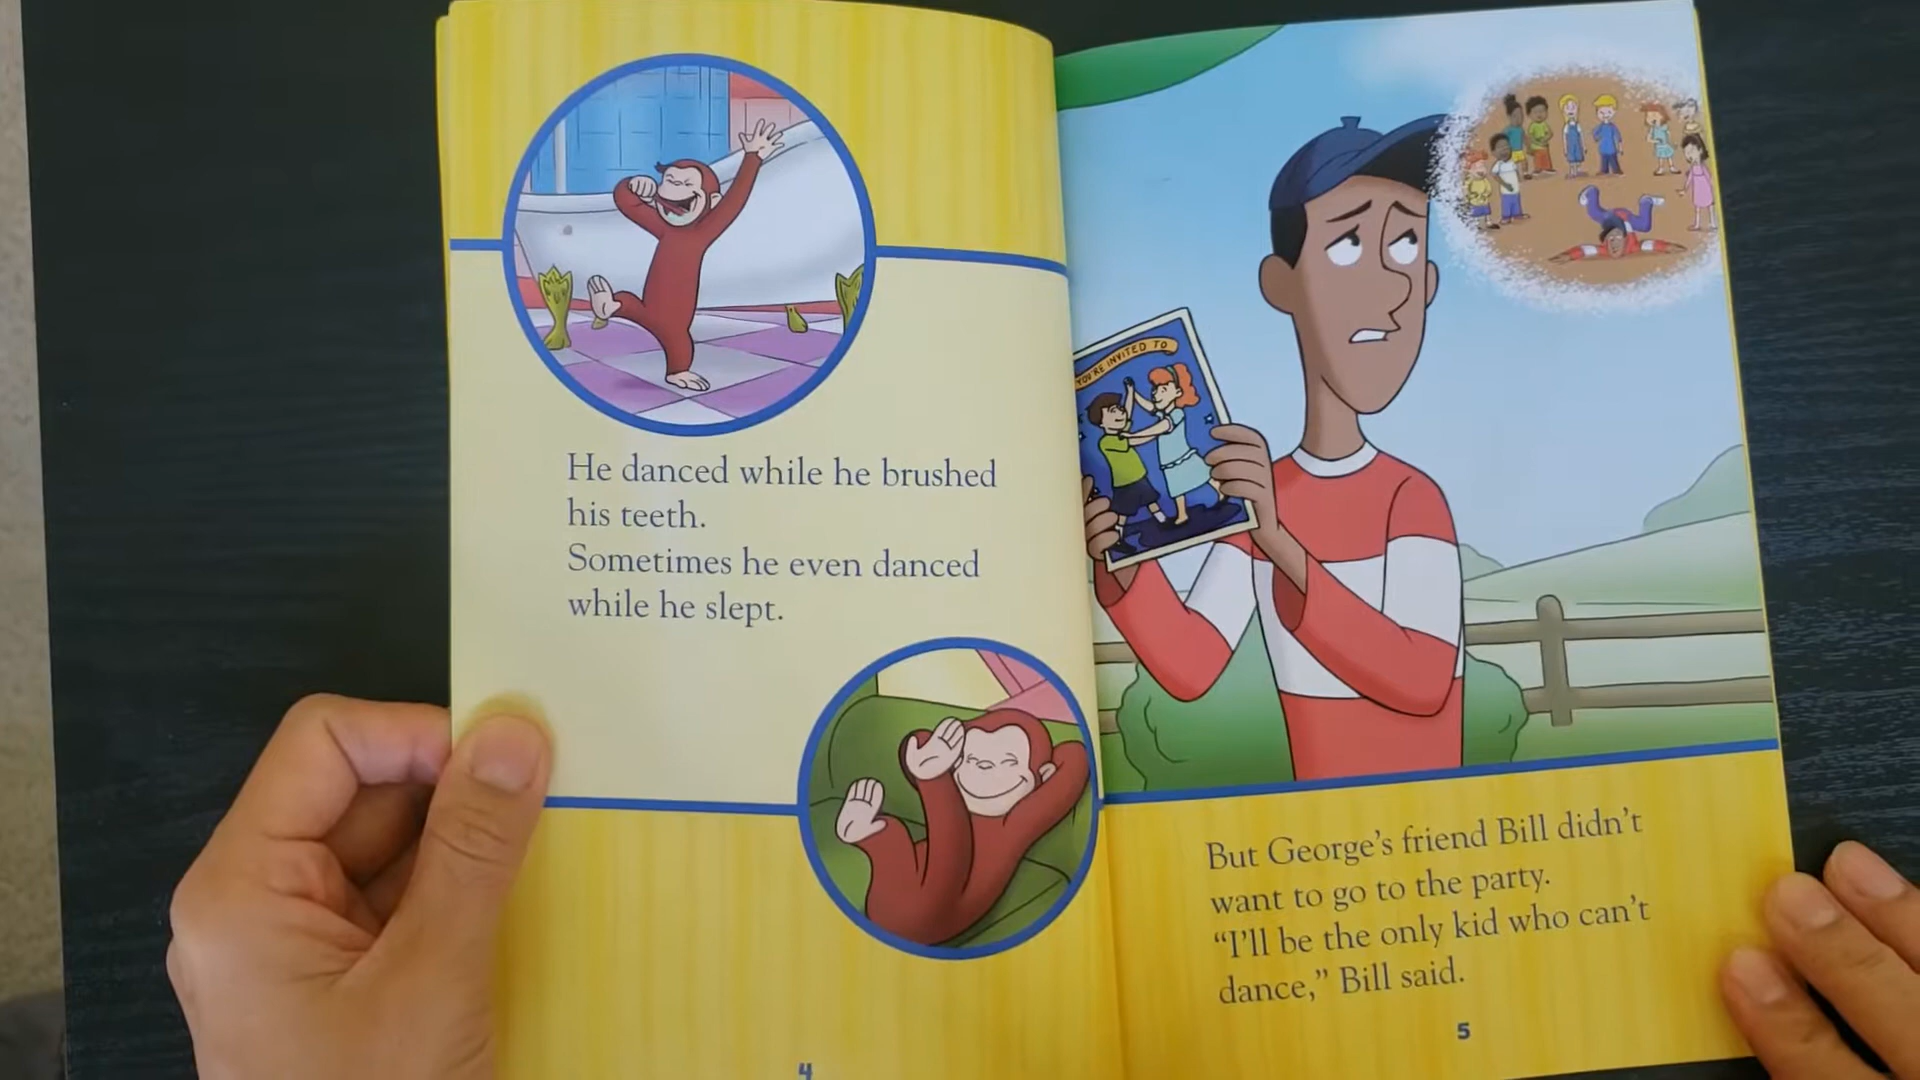 He danced while he brushed
his teeth.
Sometimes he even danced
while he slept.
4
YOU'RE INVITED TO
But George's friend Bill didn't
want to go to the party.
“I'll be the only kid who can't
dance,” Bill said.
5